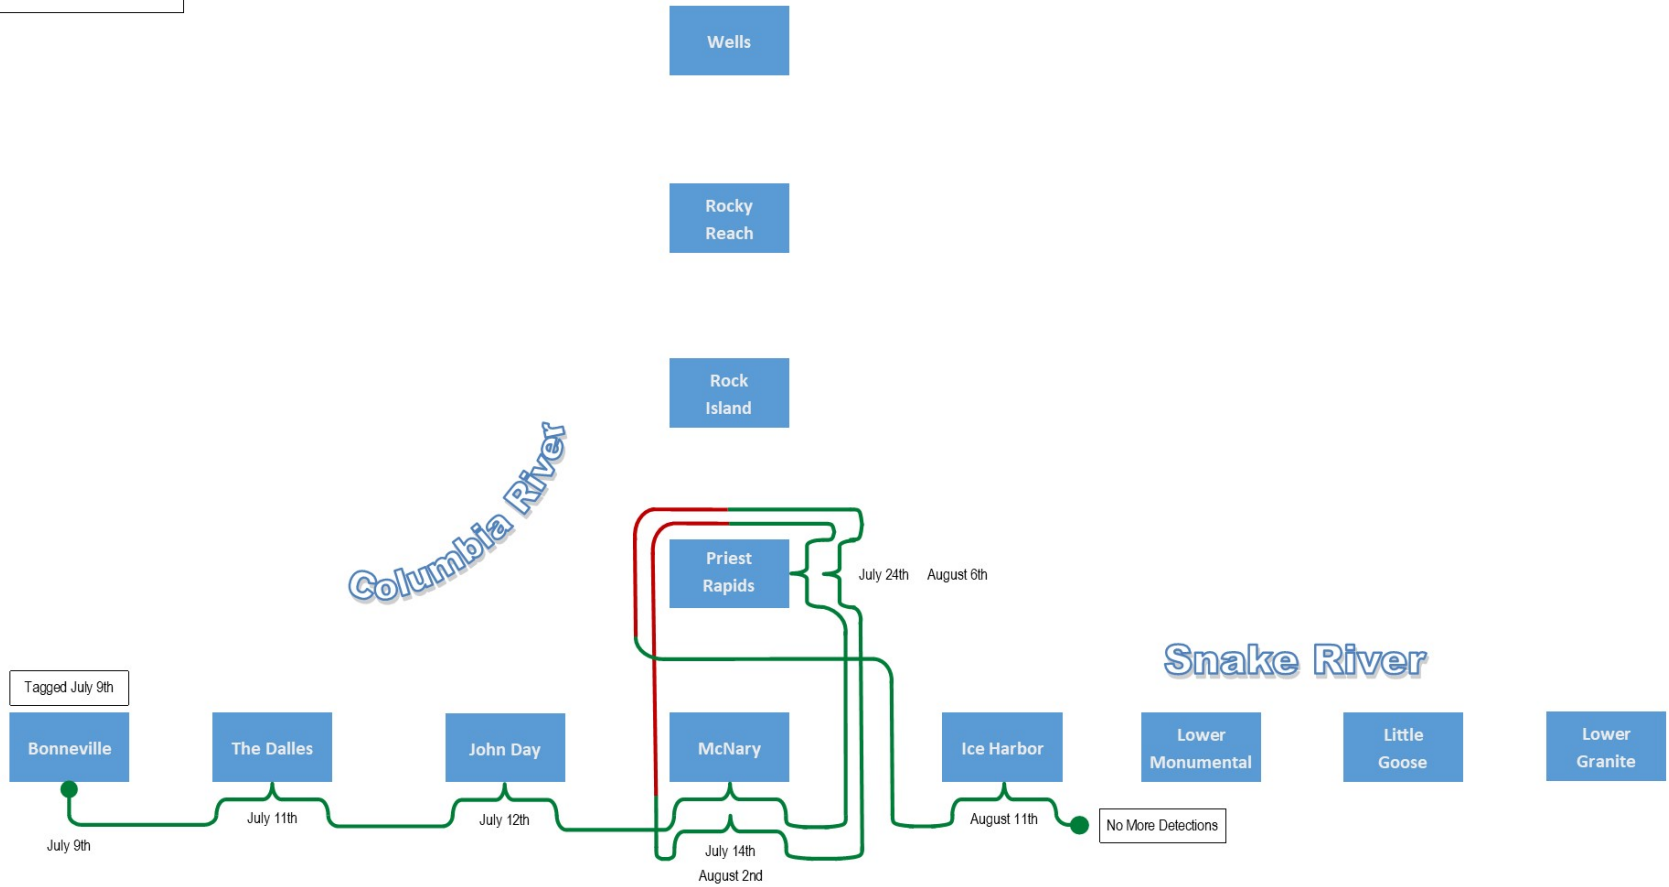 Wells
Rocky
Reach
Rock
Island
Columbia River
Priest
Rapids
July 24th August 6th
Snake River
Tagged July 9th
Bonneville
The Dalles
John Day
McNary
Ice Harbor
Lower
Monumental
Little
Goose
Lower
Granite
July 9th
July 11th
July 12th
July 14th
August 2nd
August 11th
No More Detections